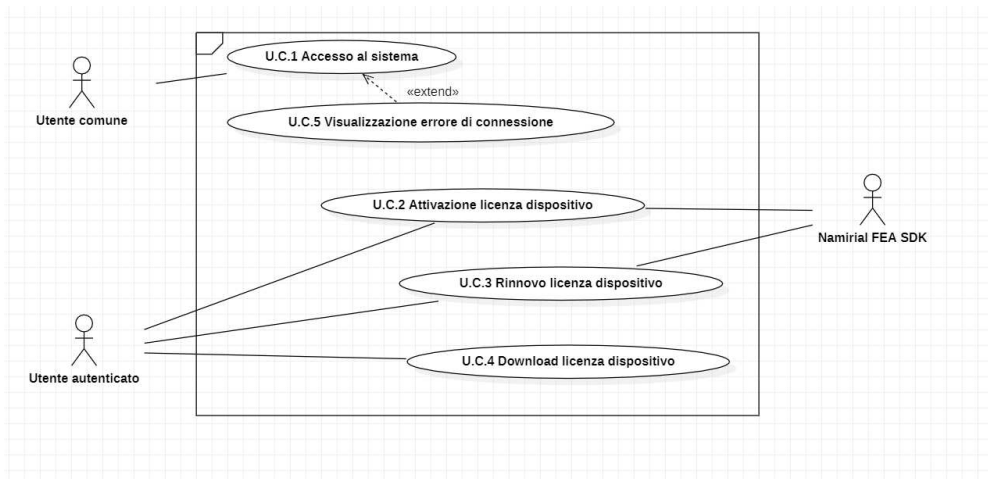 U.C.1 Accesso al sistema
Utente comune
«extend»
U.C.5 Visualizzazione errore di connessione
U.C.2 Attivazione licenza dispositivo
Namirial FEA SDK
U.C.3 Rinnovo licenza dispositivo
U.C.4 Download licenza dispositivo
Utente autenticato